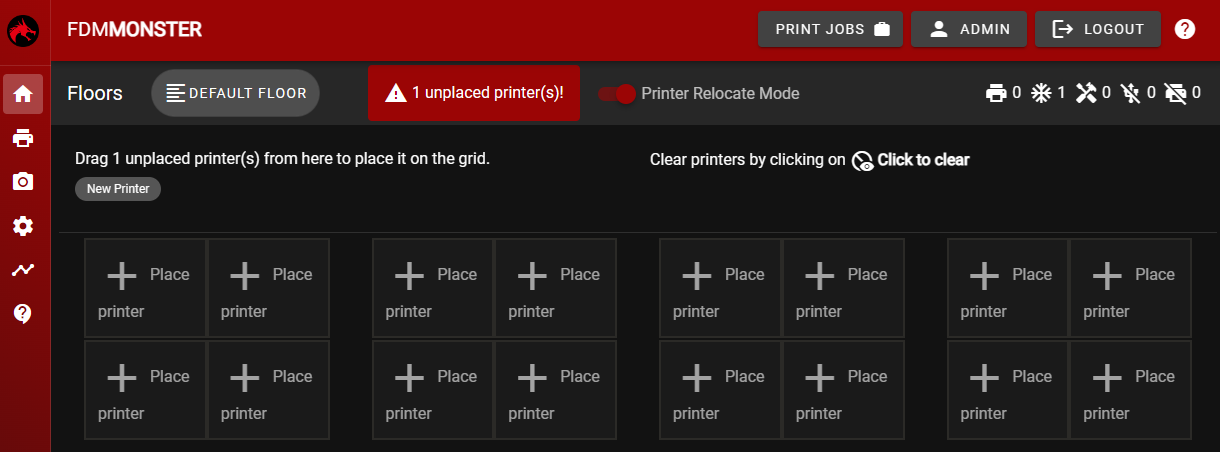 FDMMONSTER PRINT JOBS ADMIN LOGOUT
Floors DEFAULT FLOOR 1 unplaced printer(s)! Printer Relocate Mode 0 1 0 0 0
Drag 1 unplaced printer(s) from here to place it on the grid. Clear printers by clicking on Click to clear
New Printer
Place Place Place Place Place Place Place Place
printer printer printer printer printer printer printer printer
Place Place Place Place Place Place Place Place
printer printer printer printer printer printer printer printer